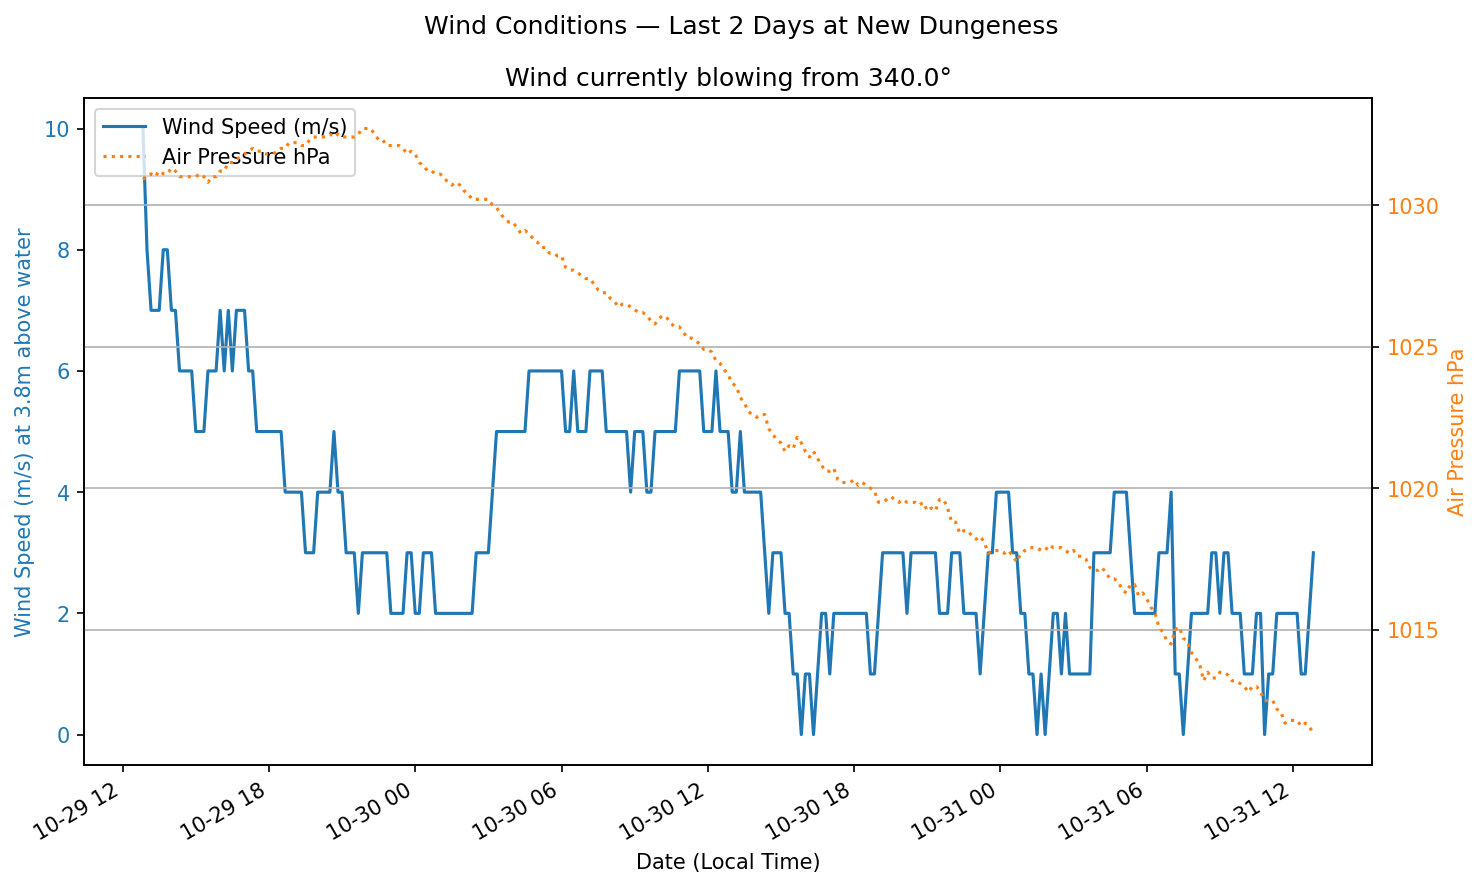 Wind Conditions — Last 2 Days at New Dungeness
Wind currently blowing from 340.0°
Wind Speed (m/s)
Air Pressure hPa
10
8
6
4
2
0
Wind Speed (m/s) at 3.8m above water
1030
1025
1020
1015
Air Pressure hPa
10-29 12
10-29 18
10-30 00
10-30 06
10-30 12
10-30 18
10-31 00
10-31 06
10-31 12
Date (Local Time)